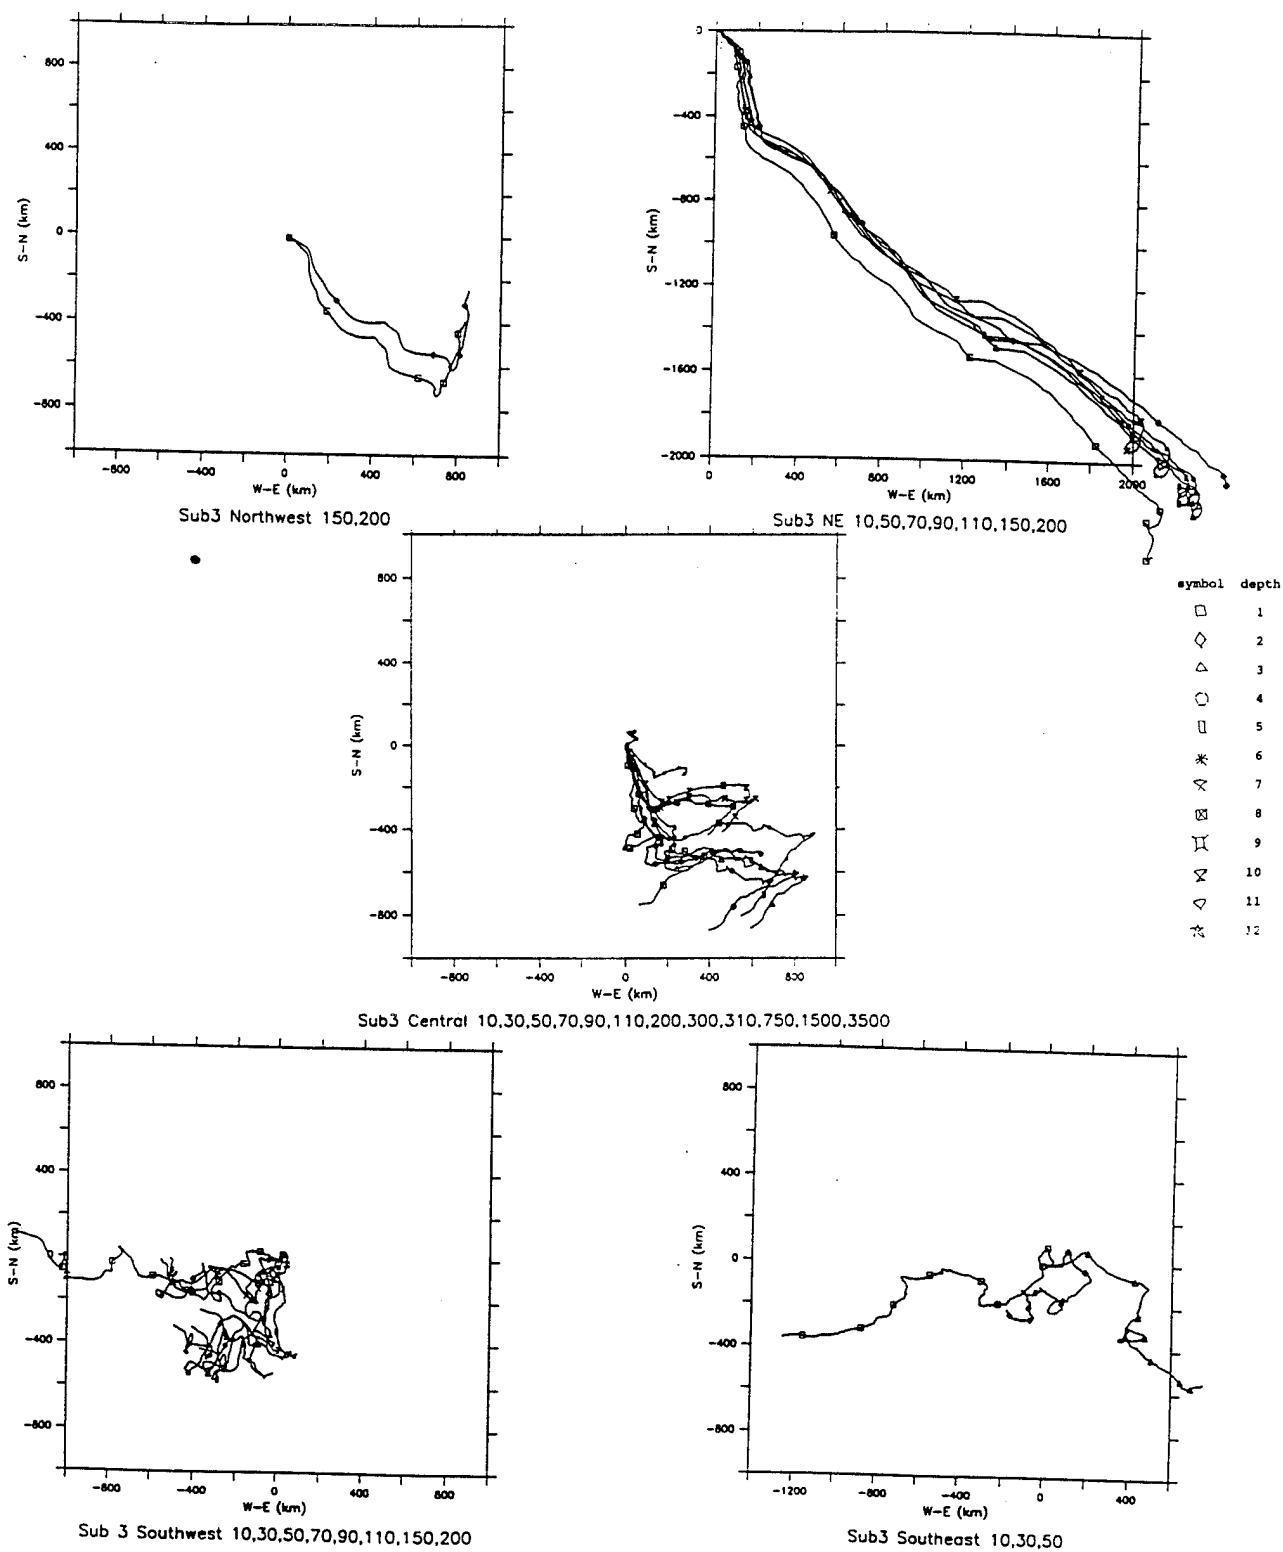 800
400
0
-400
-800
S-N (km)
-800 -400 0 400 800
W-E (km)
Sub3 Northwest 150,200
0
-400
-800
-1200
-1600
-2000
S-N (km)
0 400 800 1200 1600 2000
W-E (km)
Sub3 NE 10,50,70,90,110,150,200
800
400
0
-400
-800
S-N (km)
-800 -400 0 400 800
W-E (km)
Sub3 Central 10,30,50,70,90,110,200,300,310,750,1500,3500
symbol depth
1
2
3
4
5
6
7
8
9
10
11
12
800
400
0
-400
-800
S-N (km)
-800 -400 0 400 800
W-E (km)
Sub 3 Southwest 10,30,50,70,90,110,150,200
800
400
0
-400
-800
S-N (km)
-1200 -800 -400 0 400
W-E (km)
Sub3 Southeast 10,30,50